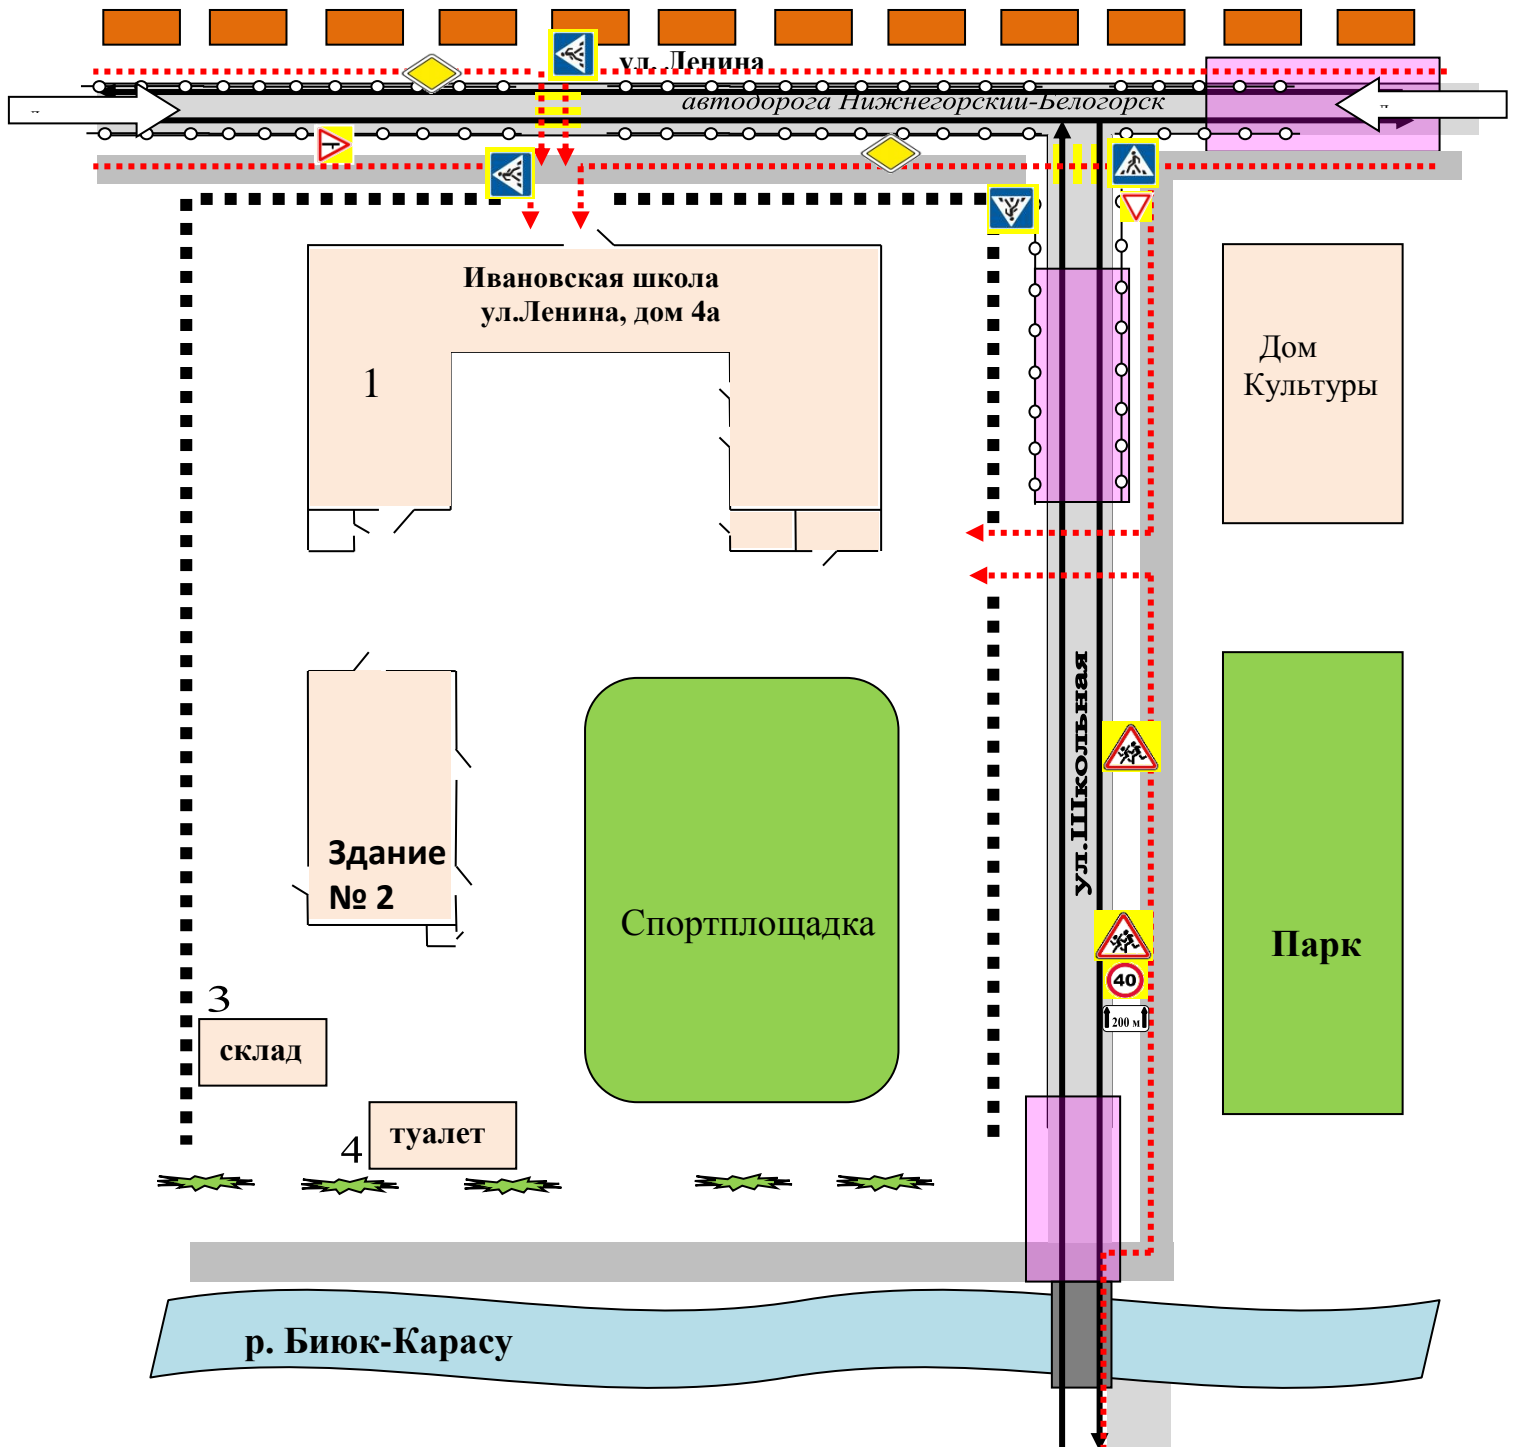 ул. Ленина
автодорога Нижнегорский-Белогорск
Ивановская школа
ул.Ленина, дом 4а
1
Дом
Культуры
ул.Школьная
Здание
№ 2
Спортплощадка
Парк
40
200 м
3
склад
туалет
4
р. Биюк-Карасу